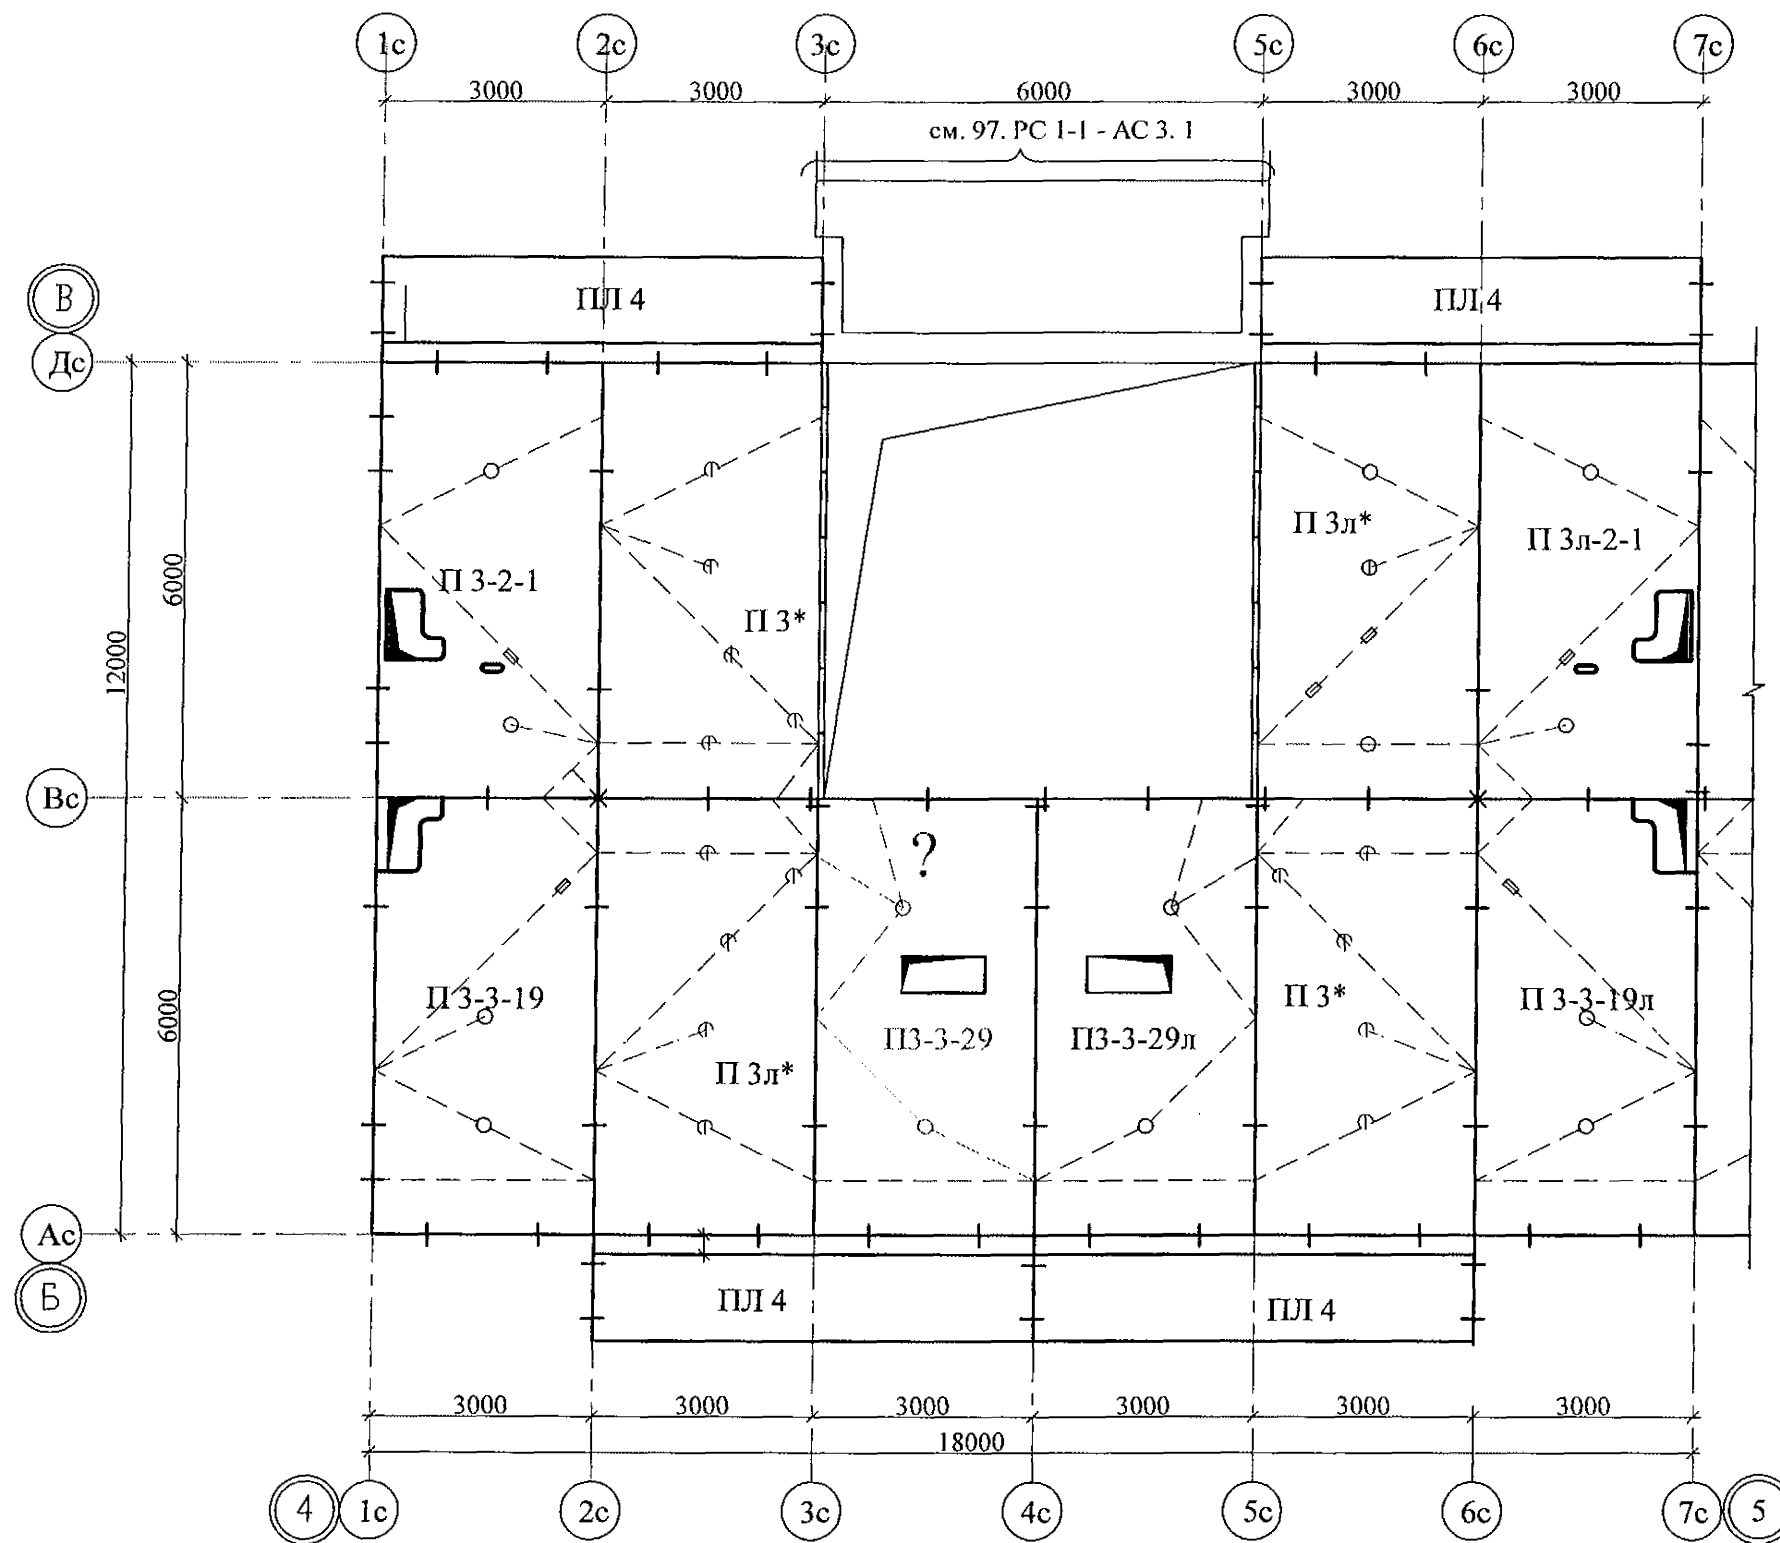 1с 2с 3с 5с 6с 7с
3000 3000 6000 3000 3000
см. 97. РС 1-1 - АС 3. 1
В
ПЛ 4 ПЛ 4
Дс
П 3л*
П 3л-2-1
П 3-2-1
6000
П 3*
12000
Вс
?
П 3-3-19
П 3*
П 3-3-19л
6000
П3-3-29 П3-3-29л
П 3л*
Ас
Б
ПЛ 4 ПЛ 4
3000 3000 3000 3000 3000 3000
18000
4 1с 2с 3с 4с 5с 6с 7с 5